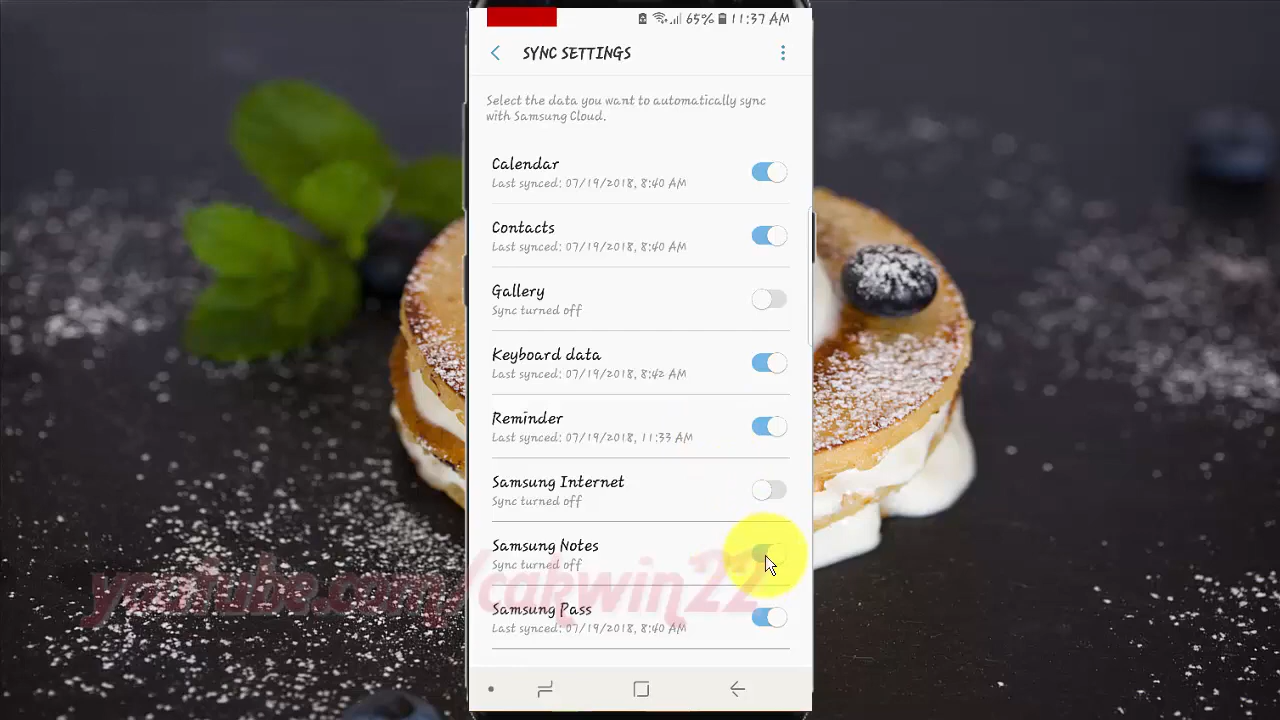 65% 11:37 AM
SYNC SETTINGS
Select the data you want to automatically sync
with Samsung Cloud.
Calendar
Last synced: 07/19/2018, 8:40 AM
Contacts
Last synced: 07/19/2018, 8:40 AM
Gallery
Sync turned off
Keyboard data
Last synced: 07/19/2018, 8:42 AM
Reminder
Last synced: 07/19/2018, 11:33 AM
Samsung Internet
Sync turned off
Samsung Notes
Sync turned off
youtube.com/cakwin22
Samsung Pass
Last synced: 07/19/2018, 8:40 AM